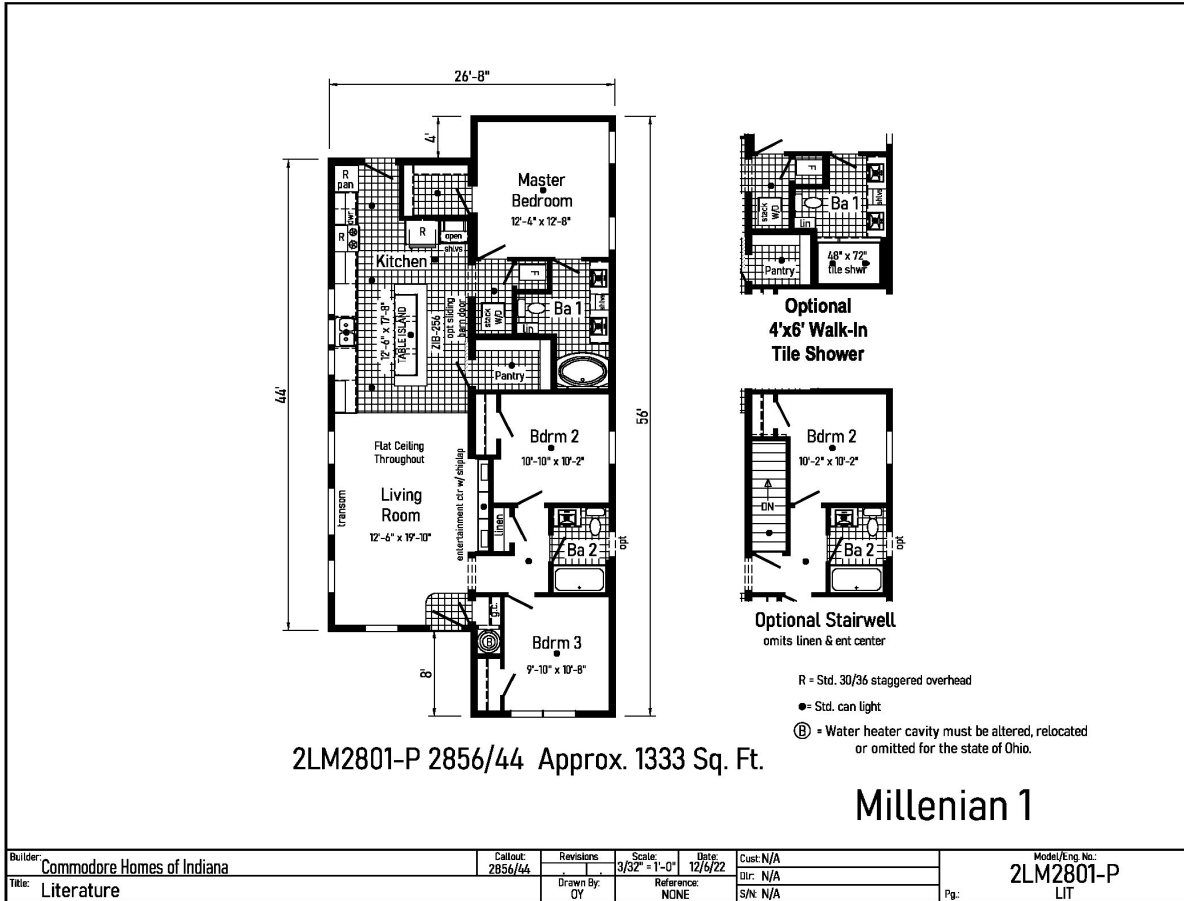 26'-8"
4'
44'
56'
8'
R
pan
ovr
R
R
open
shlvs
Kitchen
12'-6" x 17'-8"
TABLE ISLAND
ZIB-256
opt sliding
barn door
Master
Bedroom
12'-4" x 12'-8"
F
stack
W/D
lin
Ba 1
shlvs
Pantry
Flat Ceiling
Throughout
Living
Room
12'-6" x 19'-10"
transom
entertainment ctr w/ shiplap
Bdrm 2
10'-10" x 10'-2"
linen
Ba 2
opt
g.c.
B
Bdrm 3
9'-10" x 10'-8"
F
stack
W/D
lin
Ba 1
shlvs
Pantry
48" x 72"
tile shwr
Optional
4'x6' Walk-In
Tile Shower
Bdrm 2
10'-2" x 10'-2"
DN
Ba 2
opt
Optional Stairwell
omits linen & ent center
R = Std. 30/36 staggered overhead
●= Std. can light
Ⓑ = Water heater cavity must be altered, relocated
or omitted for the state of Ohio.
2LM2801-P 2856/44 Approx. 1333 Sq. Ft.
Millenian 1
Builder: Commodore Homes of Indiana
Title: Literature
Callout:
2856/44
Revisions
Drawn By:
OY
Scale:
3/32" = 1'-0"
Date:
12/6/22
Reference:
NONE
Cust: N/A
Dlr: N/A
S/N: N/A
Model/Eng. No.:
2LM2801-P
Pg.: LIT